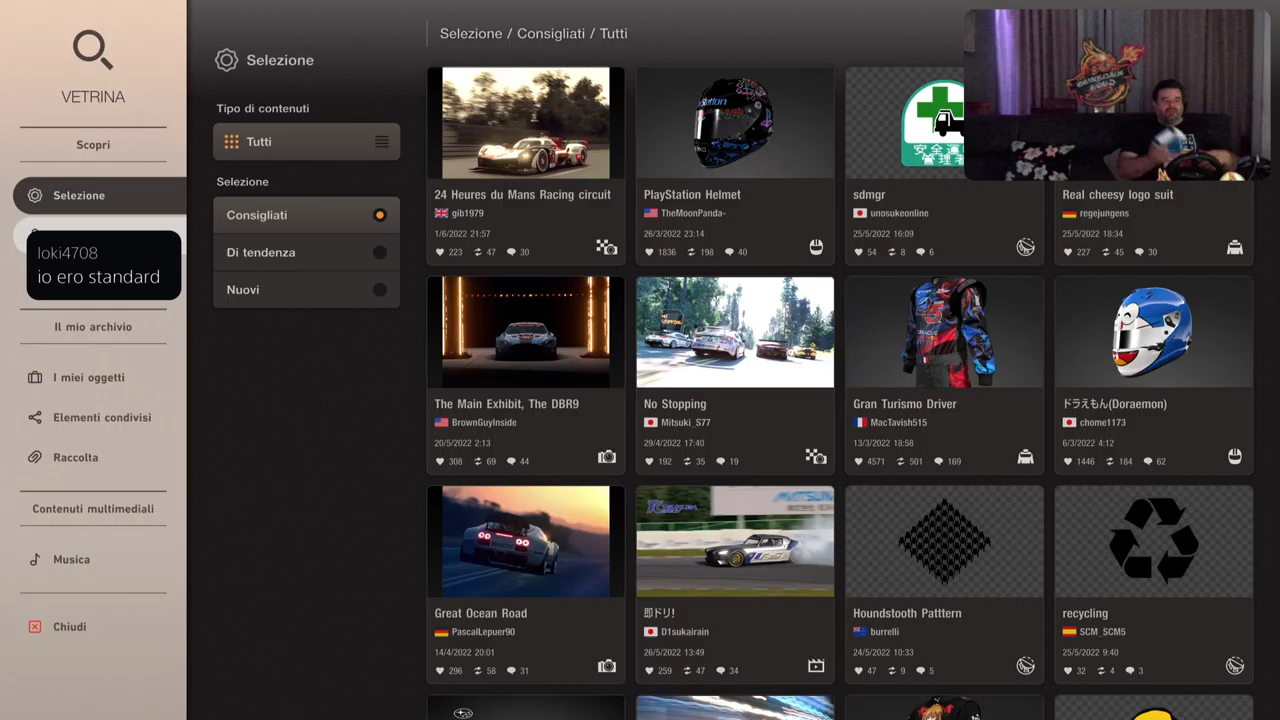 VETRINA
Scopri
Selezione
loki4708
io ero standard
Il mio archivio
I miei oggetti
Elementi condivisi
Raccolta
Contenuti multimediali
Musica
Chiudi
Selezione
Tipo di contenuti
Tutti
Selezione
Consigliati
Di tendenza
Nuovi
Selezione / Consigliati / Tutti
24 Heures du Mans Racing circuit
gib1979
1/6/2022 21:57
223 47 30
PlayStation Helmet
TheMoonPanda-
26/3/2022 23:14
1836 198 40
安全運
管理者
sdmgr
unosukeonline
25/5/2022 16:09
54 8 6
Real cheesy logo suit
regejungens
25/5/2022 18:34
227 45 30
The Main Exhibit, The DBR9
BrownGuyInside
20/5/2022 2:13
308 69 44
No Stopping
Mitsuki_S77
29/4/2022 17:40
192 35 19
Gran Turismo Driver
MacTavish515
13/3/2022 18:58
4571 501 169
ドラえもん(Doraemon)
chome1173
6/3/2022 4:12
1446 184 62
Great Ocean Road
PascalLepuer90
14/4/2022 20:01
296 58 31
即ドリ!
D1sukairain
26/5/2022 13:49
259 47 34
Houndstooth Patttern
burrelli
24/5/2022 10:33
47 9 5
recycling
SCM_SCM5
25/5/2022 9:40
32 4 3